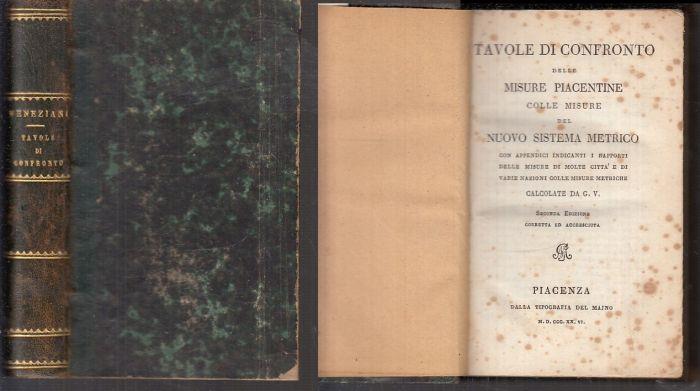 VENEZIANI
TAVOLE
DI
CONFRONTO
TAVOLE DI CONFRONTO
DELLE
MISURE PIACENTINE
COLLE MISURE
DEL
NUOVO SISTEMA METRICO
CON APPENDICI INDICANTI I RAPPORTI
DELLE MISURE DI MOLTE CITTA' E DI
VARIE NAZIONI COLLE MISURE METRICHE
CALCOLATE DA G. V.
SECONDA EDIZIONE
CORRETTA ED ACCRESCIUTA
PIACENZA
DALLA TIPOGRAFIA DEL MAJNO
M. D. CCC. XX. VI.